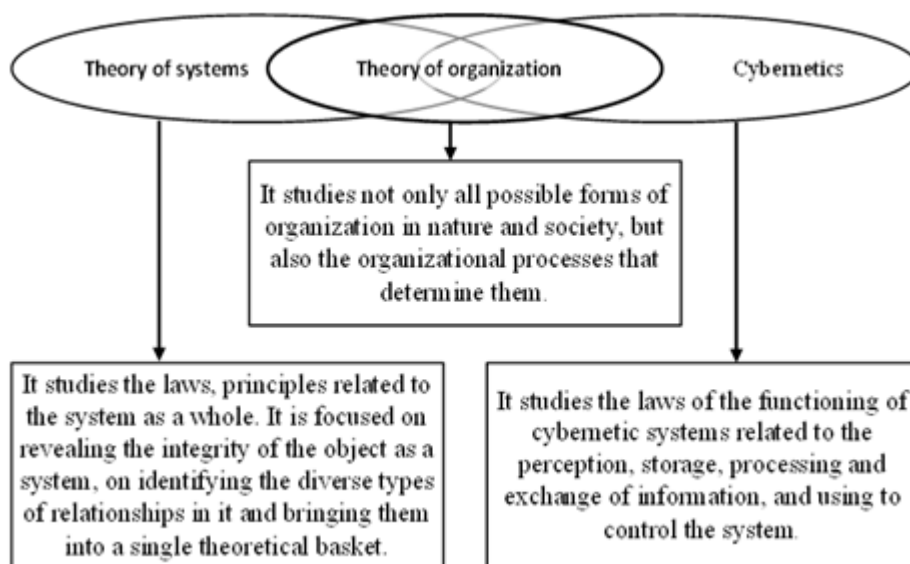 Theory of systems
Theory of organization
Cybernetics
It studies not only all possible forms of
organization in nature and society, but
also the organizational processes that
determine them.
It studies the laws, principles related to
the system as a whole. It is focused on
revealing the integrity of the object as a
system, on identifying the diverse types
of relationships in it and bringing them
into a single theoretical basket.
It studies the laws of the functioning of
cybernetic systems related to the
perception, storage, processing and
exchange of information, and using to
control the system.